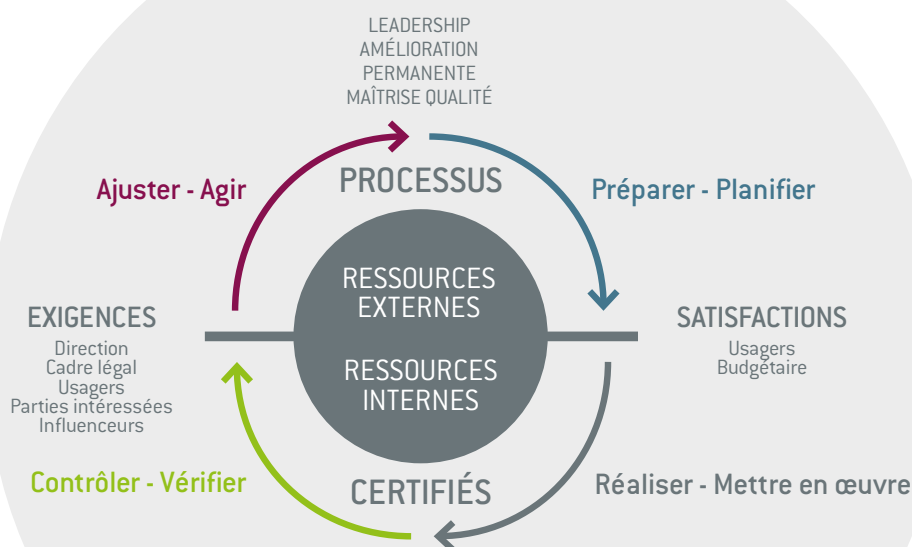 LEADERSHIP
AMÉLIORATION
PERMANENTE
MAÎTRISE QUALITÉ
PROCESSUS
Ajuster - Agir
Préparer - Planifier
RESSOURCES
EXTERNES
RESSOURCES
INTERNES
EXIGENCES
Direction
Cadre légal
Usagers
Parties intéressées
Influenceurs
SATISFACTIONS
Usagers
Budgétaire
Contrôler - Vérifier
CERTIFIÉS
Réaliser - Mettre en œuvre